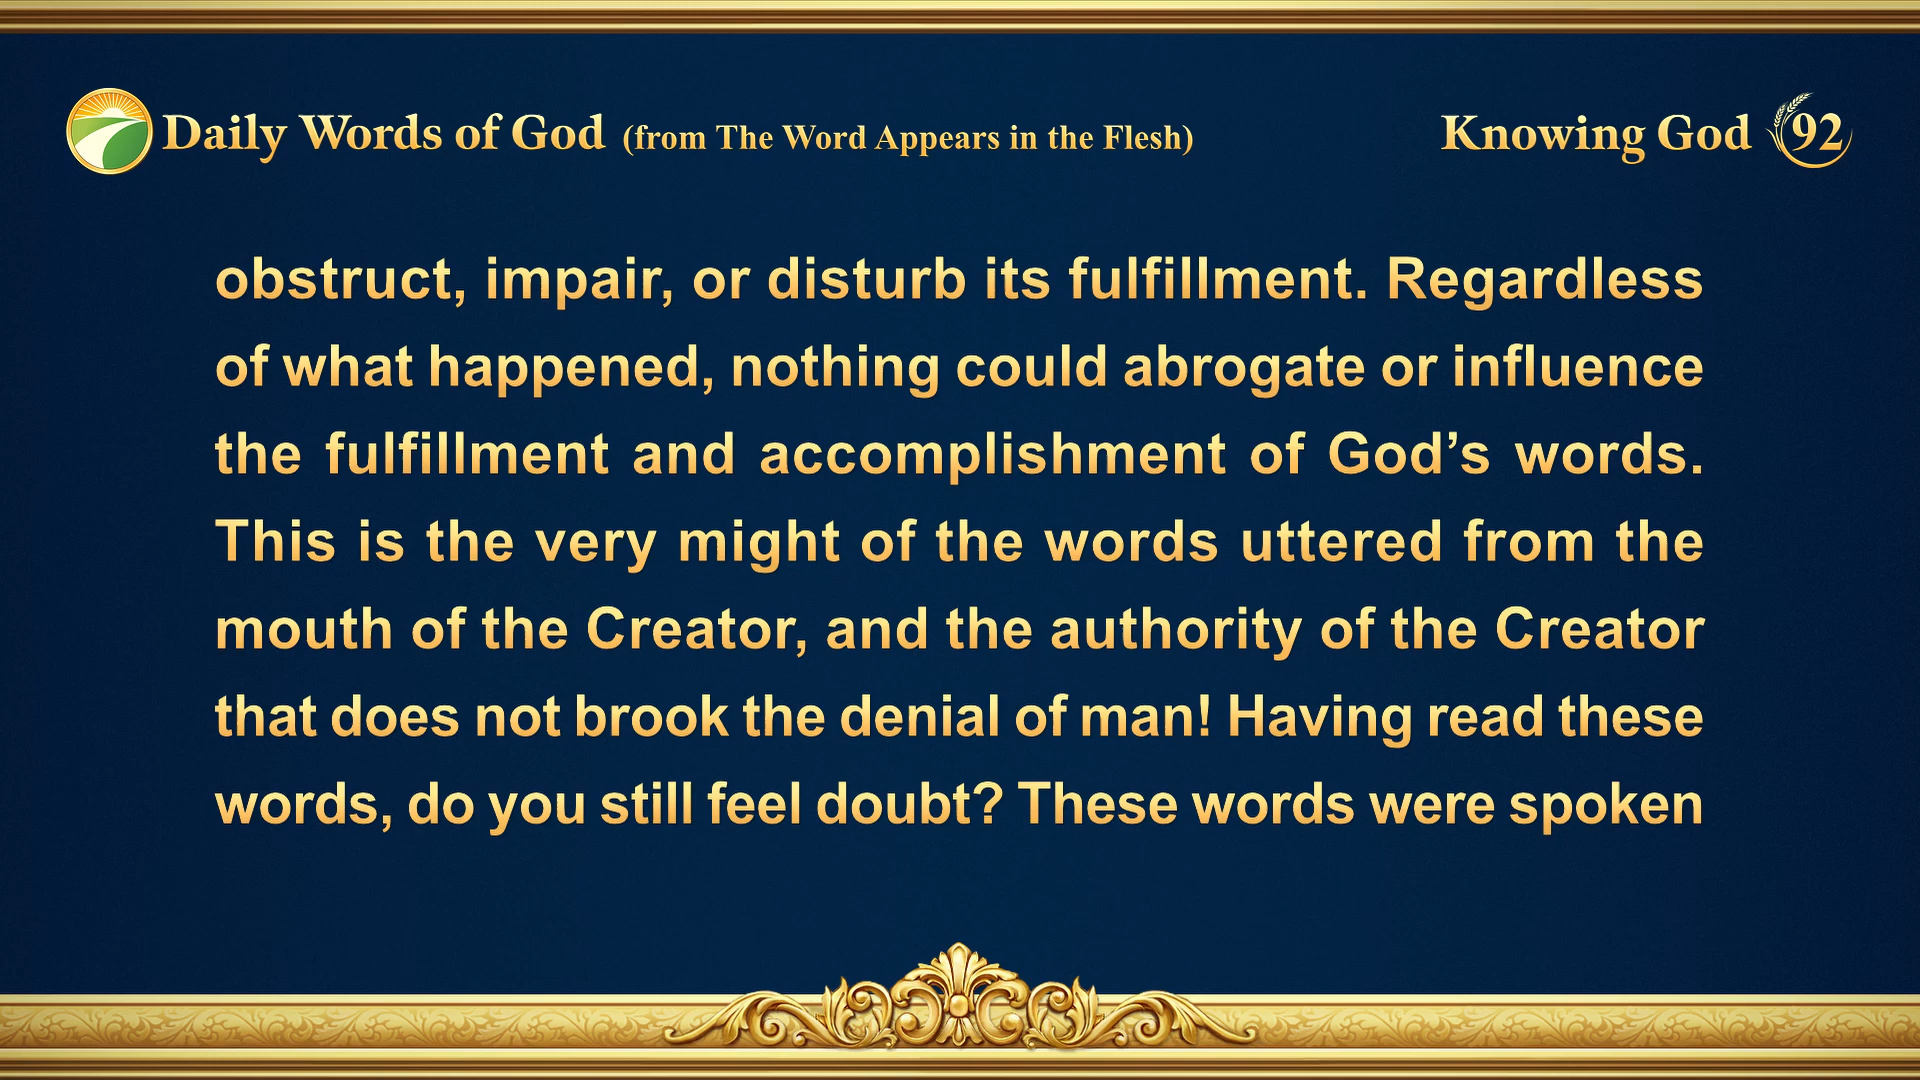 Daily Words of God (from The Word Appears in the Flesh) Knowing God 92
obstruct, impair, or disturb its fulfillment. Regardless
of what happened, nothing could abrogate or influence
the fulfillment and accomplishment of God’s words.
This is the very might of the words uttered from the
mouth of the Creator, and the authority of the Creator
that does not brook the denial of man! Having read these
words, do you still feel doubt? These words were spoken